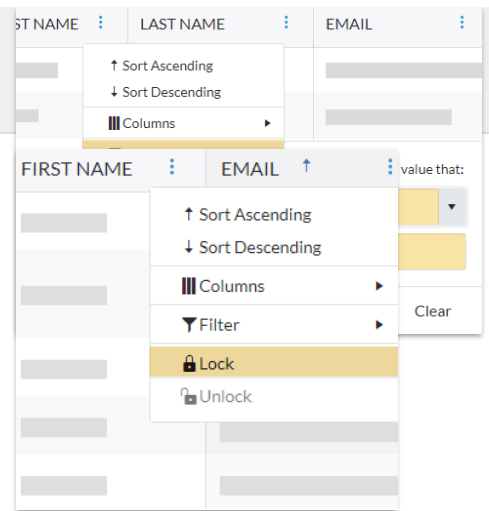 ST NAME
LAST NAME
EMAIL
Sort Ascending
Sort Descending
Columns
value that:
Clear
FIRST NAME
EMAIL
Sort Ascending
Sort Descending
Columns
Filter
Lock
Unlock